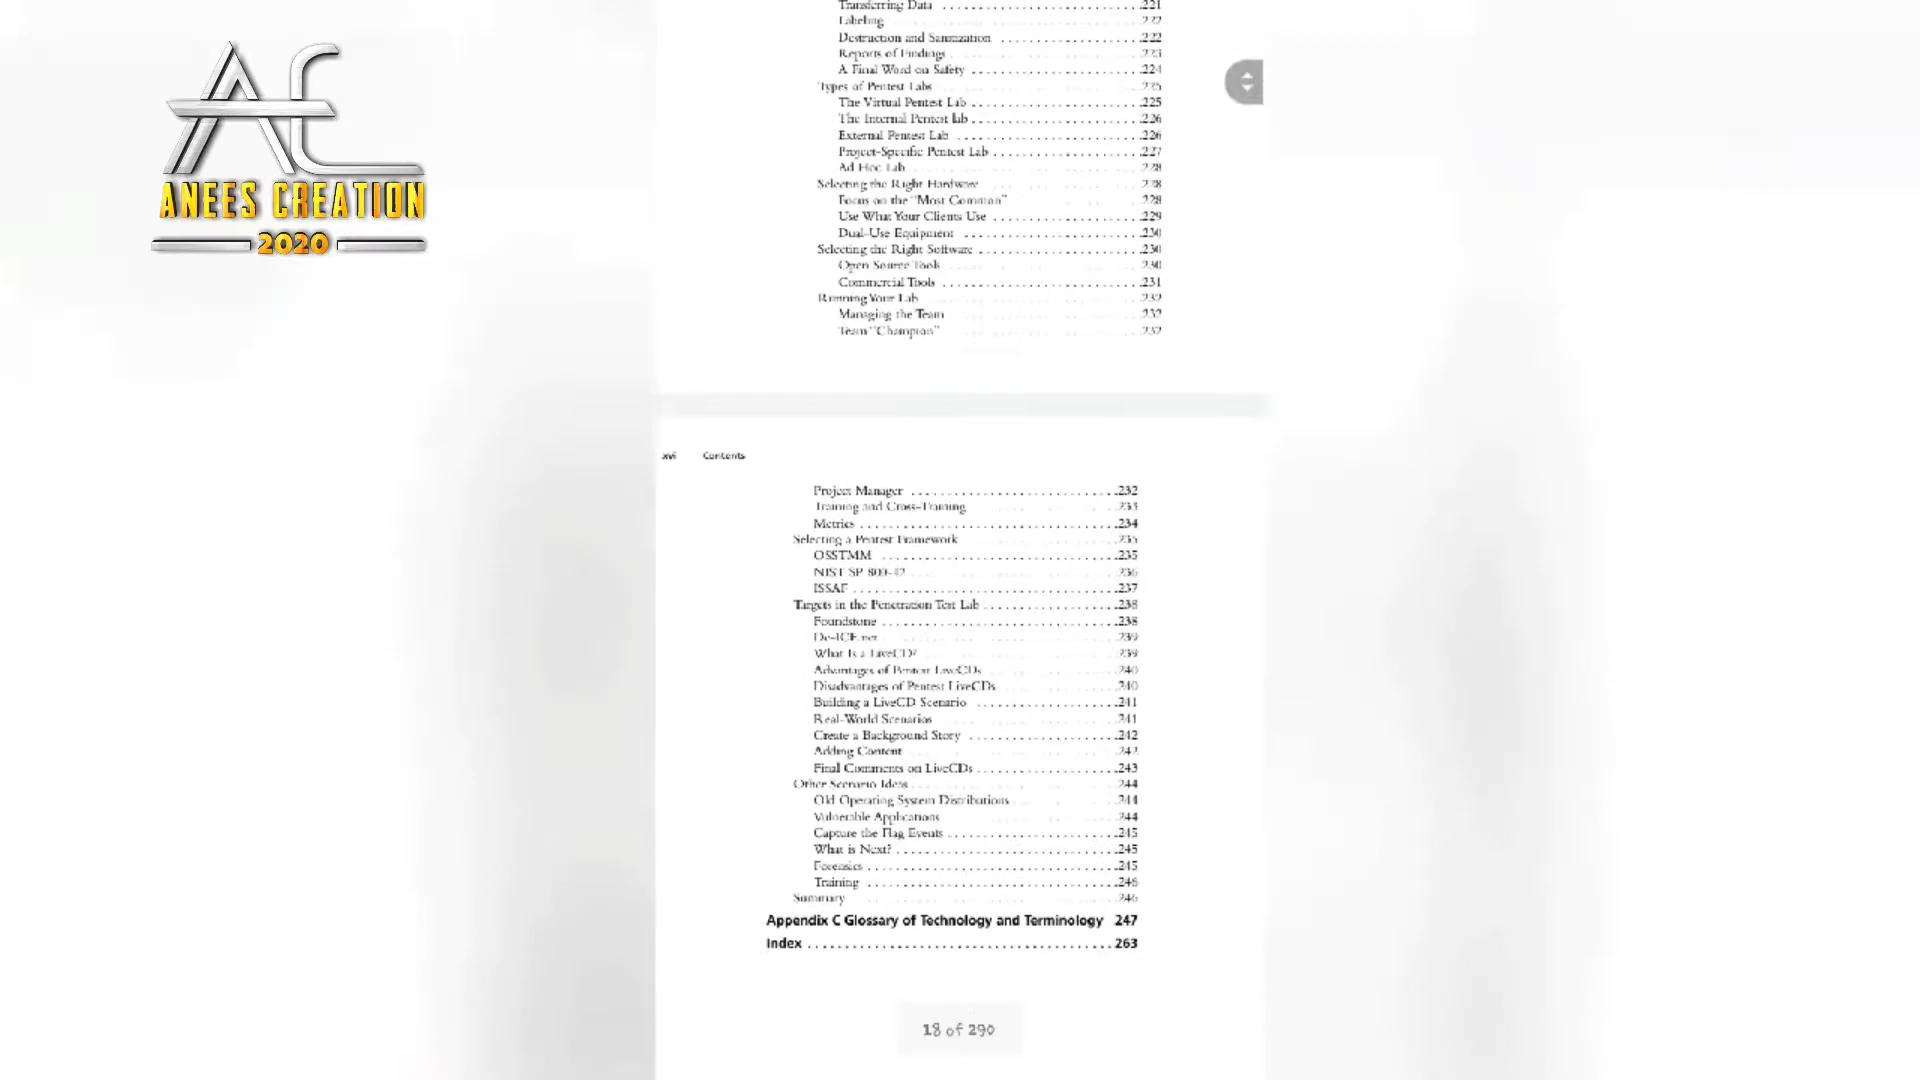 AC
ANEES CREATION
2020
Transferring Data . . . . . . . . . . . . . . . . . . . . . . . . . . . . . .221
Labeling . . . . . . . . . . . . . . . . . . . . . . . . . . . . . .222
Destruction and Sanitization . . . . . . . . . . . . . . . . . . . .222
Reports of Findings . . . . . . . . . . . . . . . . . . . . . . . . . .223
A Final Word on Safety . . . . . . . . . . . . . . . . . . . . . . . .224
Types of Pentest Labs . . . . . . . . . . . . . . . . . . . . . . . . . .225
The Virtual Pentest Lab . . . . . . . . . . . . . . . . . . . . . . . .225
The Internal Pentest lab . . . . . . . . . . . . . . . . . . . . . . . .226
External Pentest Lab . . . . . . . . . . . . . . . . . . . . . . . . . .226
Project-Specific Pentest Lab . . . . . . . . . . . . . . . . . . . . .227
Ad Hoc Lab . . . . . . . . . . . . . . . . . . . . . . . . . . . . . .228
Selecting the Right Hardware . . . . . . . . . . . . . . . . . . . . .228
Focus on the "Most Common" . . . . . . . . . . . . . . . . . .228
Use What Your Clients Use . . . . . . . . . . . . . . . . . . . . .229
Dual-Use Equipment . . . . . . . . . . . . . . . . . . . . . . . . .230
Selecting the Right Software . . . . . . . . . . . . . . . . . . . . . .230
Open Source Tools . . . . . . . . . . . . . . . . . . . . . . . . . .230
Commercial Tools . . . . . . . . . . . . . . . . . . . . . . . . . . .231
Running Your Lab . . . . . . . . . . . . . . . . . . . . . . . . . . . .232
Managing the Team . . . . . . . . . . . . . . . . . . . . . . . . . .232
Team "Champion" . . . . . . . . . . . . . . . . . . . . . . . . . .232
xvi Contents
Project Manager . . . . . . . . . . . . . . . . . . . . . . . . . . . .232
Training and Cross-Training . . . . . . . . . . . . . . . . . . . .233
Metrics . . . . . . . . . . . . . . . . . . . . . . . . . . . . . . . . . . .234
Selecting a Pentest Framework . . . . . . . . . . . . . . . . . . . .235
OSSTMM . . . . . . . . . . . . . . . . . . . . . . . . . . . . . . . .235
NIST SP 800-42 . . . . . . . . . . . . . . . . . . . . . . . . . . . .236
ISSAF . . . . . . . . . . . . . . . . . . . . . . . . . . . . . . . . . . . .237
Targets in the Penetration Test Lab . . . . . . . . . . . . . . . . . .238
Foundstone . . . . . . . . . . . . . . . . . . . . . . . . . . . . . . . .238
De-ICE.net . . . . . . . . . . . . . . . . . . . . . . . . . . . . . . . .239
What Is a LiveCD? . . . . . . . . . . . . . . . . . . . . . . . . . . .239
Advantages of Pentest LiveCDs . . . . . . . . . . . . . . . . . .240
Disadvantages of Pentest LiveCDs . . . . . . . . . . . . . . . .240
Building a LiveCD Scenario . . . . . . . . . . . . . . . . . . . .241
Real-World Scenarios . . . . . . . . . . . . . . . . . . . . . . . . .241
Create a Background Story . . . . . . . . . . . . . . . . . . . . .242
Adding Content . . . . . . . . . . . . . . . . . . . . . . . . . . . .242
Final Comments on LiveCDs . . . . . . . . . . . . . . . . . . . .243
Other Scenario Ideas . . . . . . . . . . . . . . . . . . . . . . . . . . .244
Old Operating System Distributions . . . . . . . . . . . . . . .244
Vulnerable Applications . . . . . . . . . . . . . . . . . . . . . . . .244
Capture the Flag Events . . . . . . . . . . . . . . . . . . . . . . . .245
What is Next? . . . . . . . . . . . . . . . . . . . . . . . . . . . . . .245
Forensics . . . . . . . . . . . . . . . . . . . . . . . . . . . . . . . . . .245
Training . . . . . . . . . . . . . . . . . . . . . . . . . . . . . . . . . .246
Summary . . . . . . . . . . . . . . . . . . . . . . . . . . . . . . . . . .246
Appendix C Glossary of Technology and Terminology 247
Index . . . . . . . . . . . . . . . . . . . . . . . . . . . . . . . . . . . . . . . . .263
18 of 290